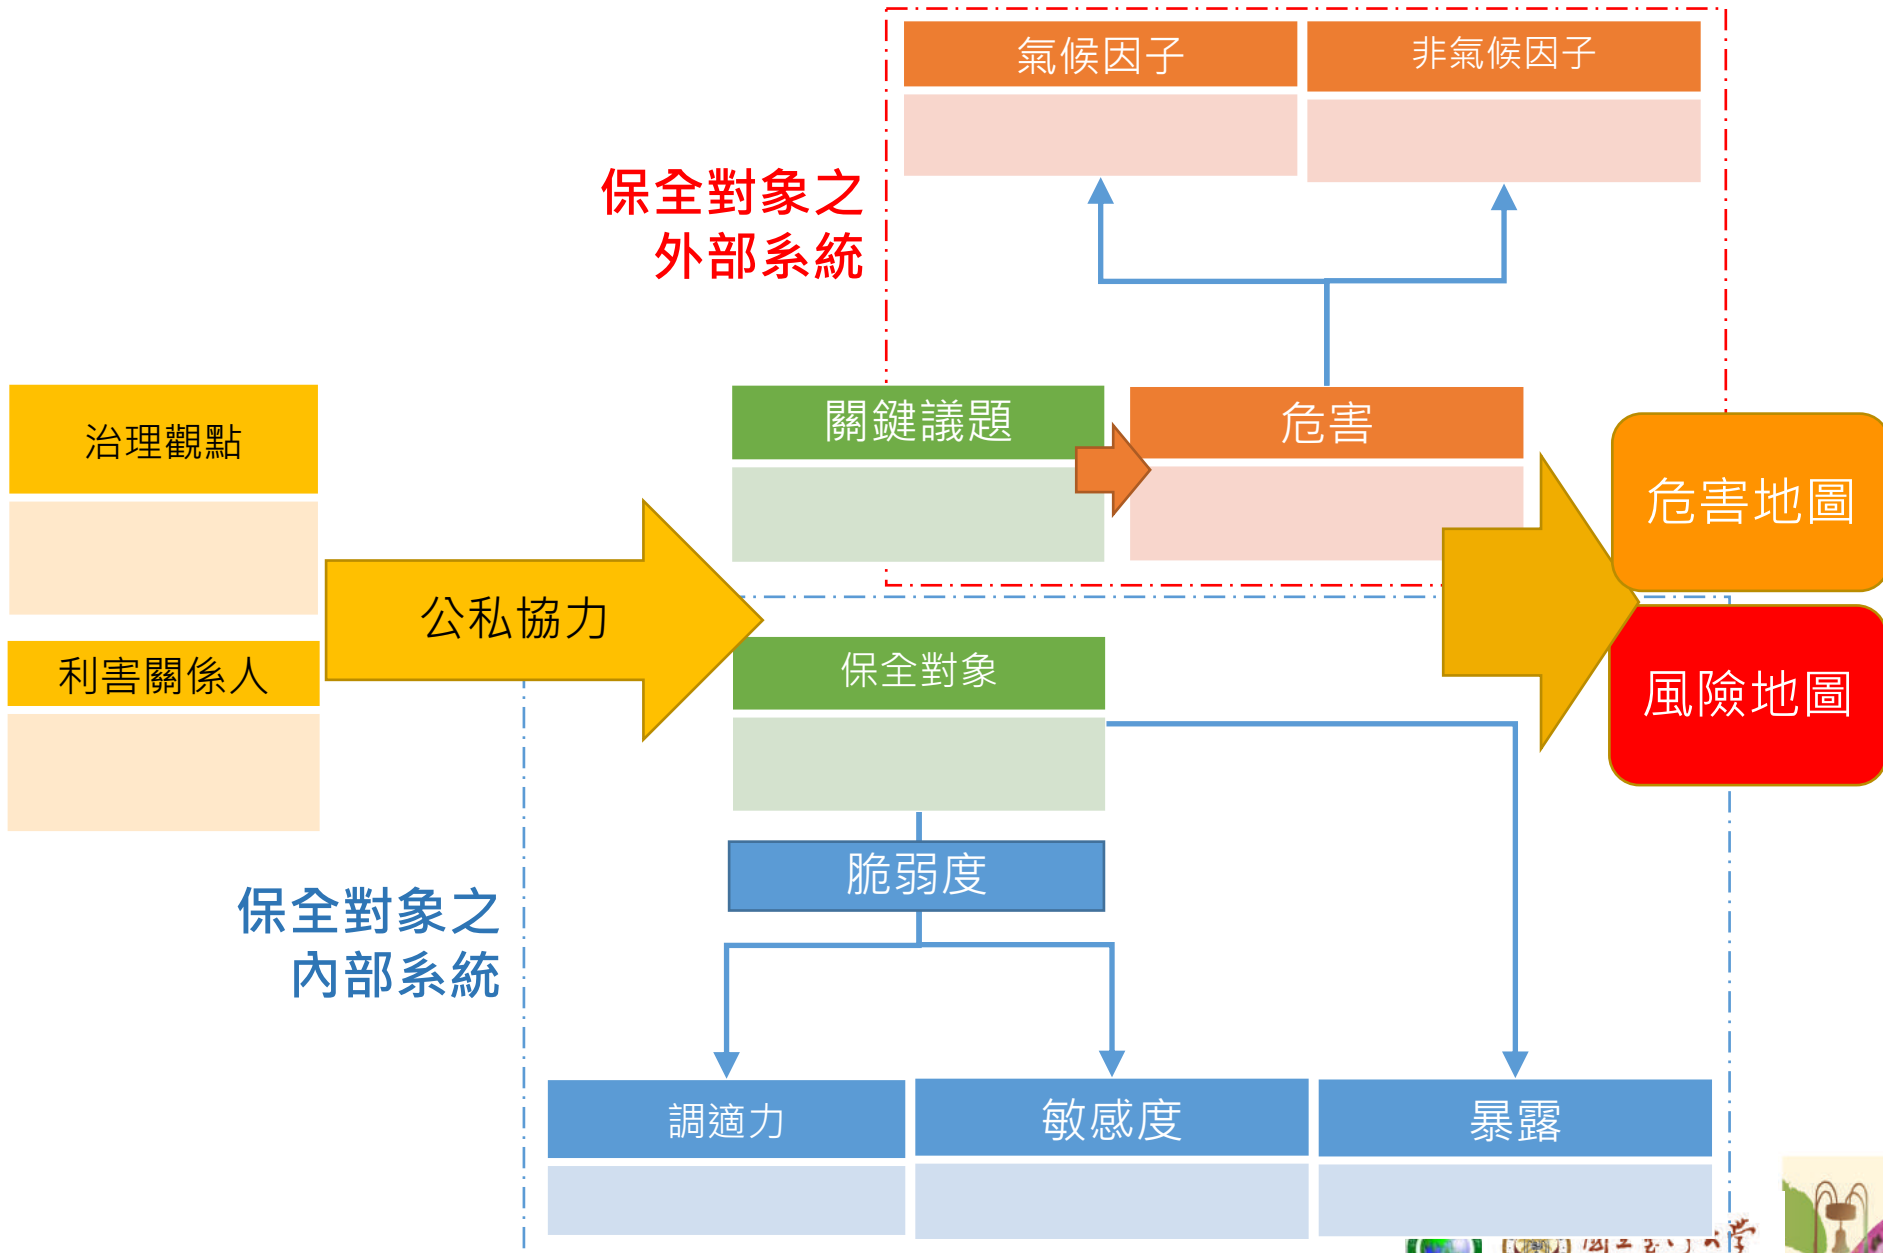 氣候因子
非氣候因子
保全對象之
外部系統
治理觀點
關鍵議題
危害
危害地圖
公私協力
利害關係人
保全對象
風險地圖
脆弱度
保全對象之
內部系統
調適力
敏感度
暴露